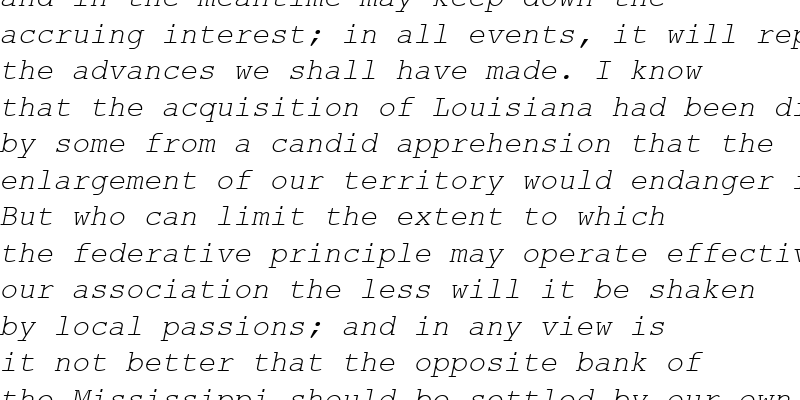 and in the meantime may keep down the
accruing interest; in all events, it will
the advances we shall have made. I know
that the acquisition of Louisiana had been
by some from a candid apprehension that the
enlargement of our territory would endanger
But who can limit the extent to which
the federative principle may operate
our association the less will it be shaken
by local passions; and in any view is
it not better that the opposite bank of
the Mississippi should be settled by our own